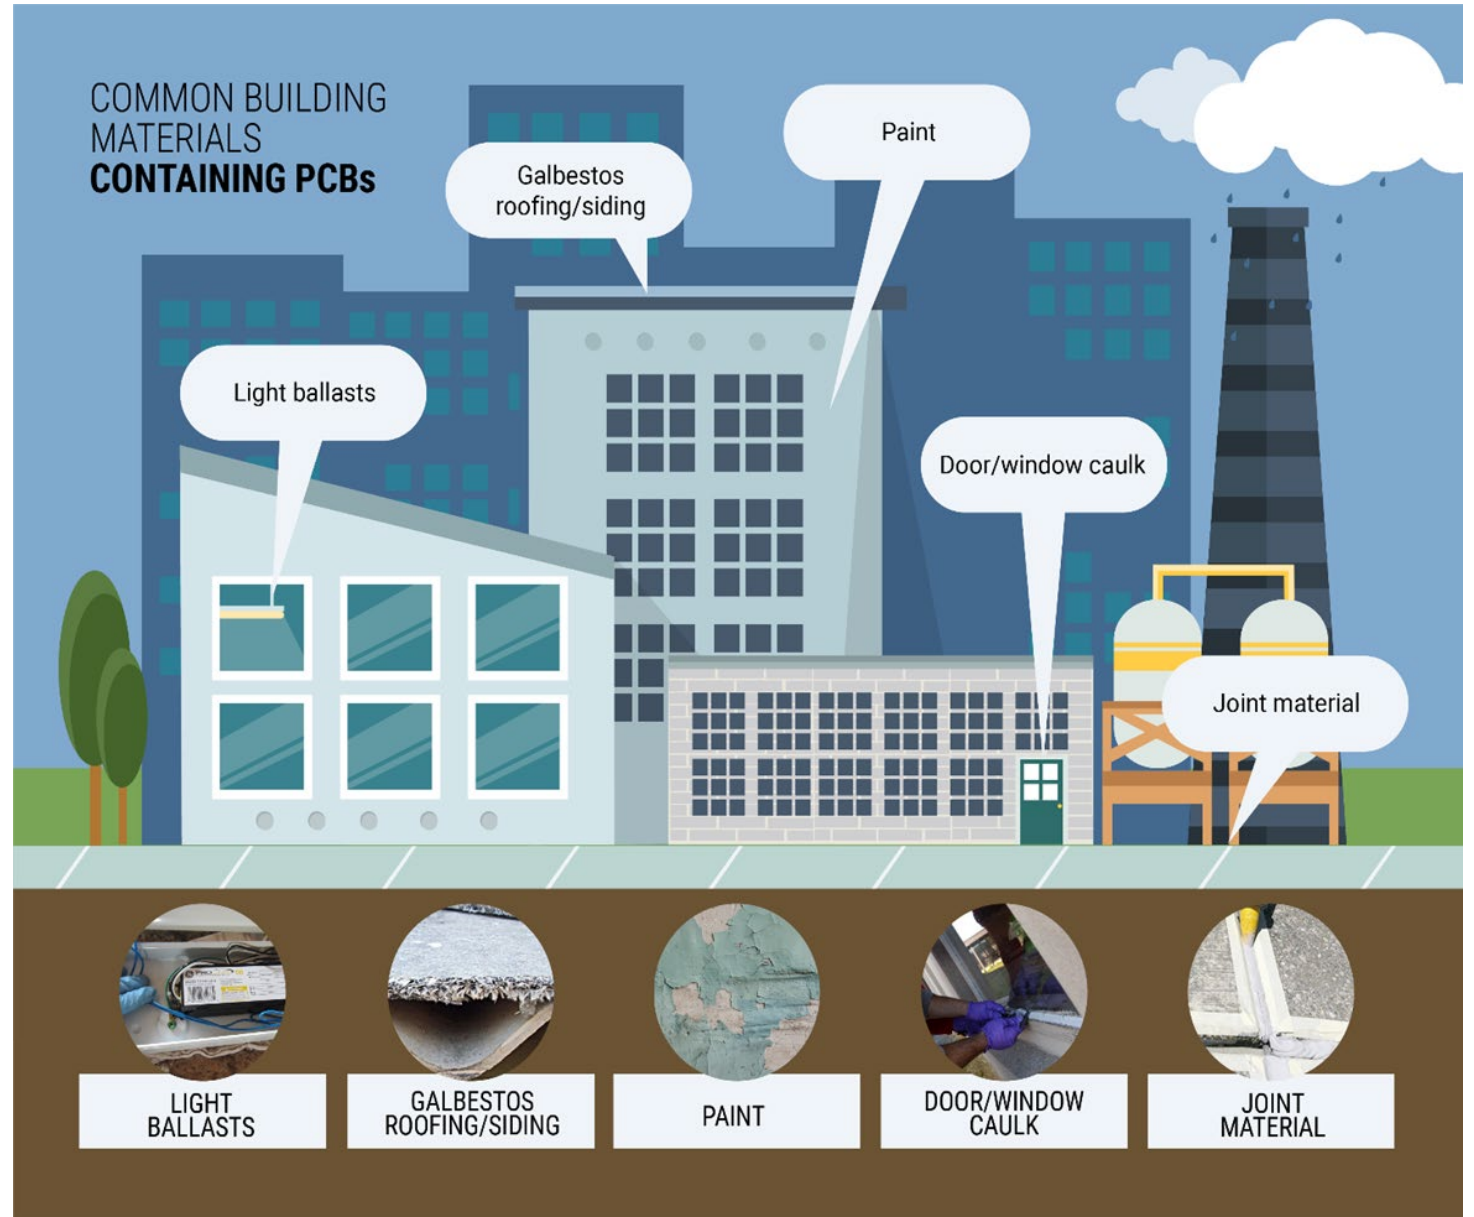 COMMON BUILDING
MATERIALS
CONTAINING PCBs
Paint
Galbestos
roofing/siding
Light ballasts
Door/window caulk
Joint material
LIGHT
BALLASTS
GALBESTOS
ROOFING/SIDING
PAINT
DOOR/WINDOW
CAULK
JOINT
MATERIAL